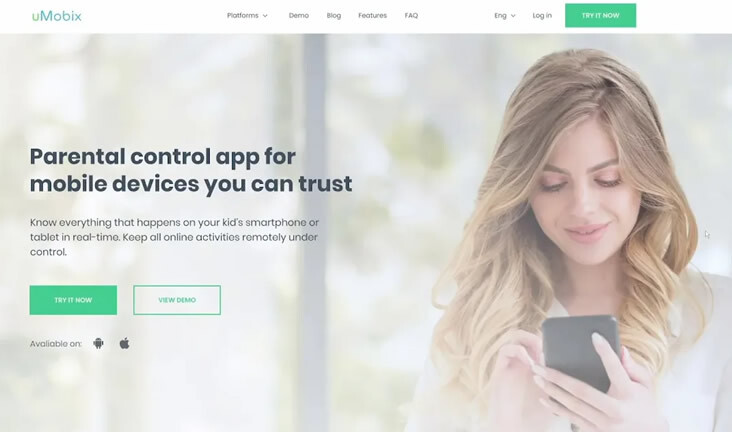 uMobix
Platforms
Demo
Blog
Features
FAQ
Eng
Log in
TRY IT NOW
Parental control app for
mobile devices you can trust
Know everything that happens on your kid's smartphone or
tablet in real-time. Keep all online activities remotely under
control.
TRY IT NOW
VIEW DEMO
Avaliable on: